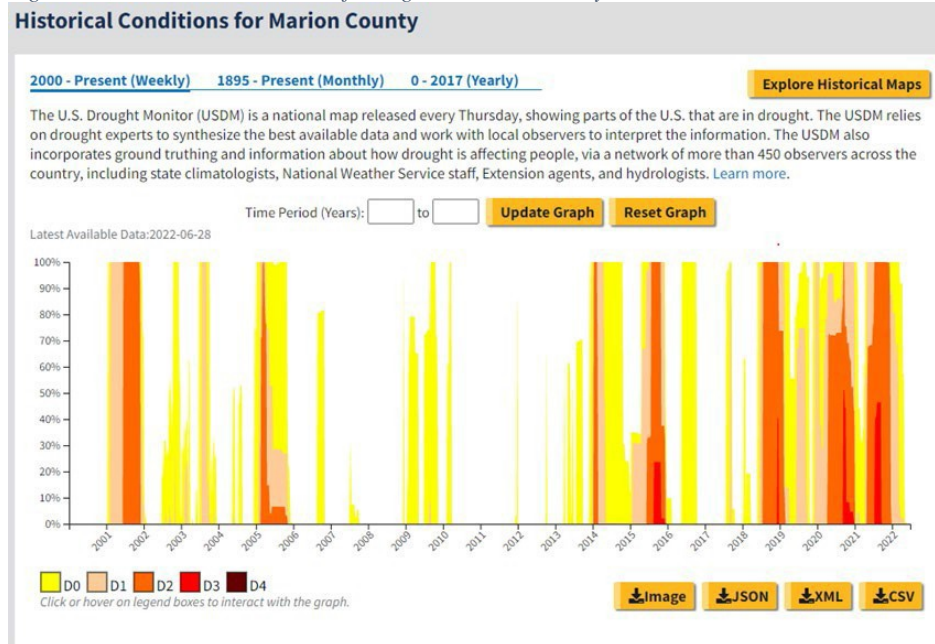 Historical Conditions for Marion County
2000 - Present (Weekly) 1895 - Present (Monthly) 0 - 2017 (Yearly) Explore Historical Maps
The U.S. Drought Monitor (USDM) is a national map released every Thursday, showing parts of the U.S. that are in drought. The USDM relies
on drought experts to synthesize the best available data and work with local observers to interpret the information. The USDM also
incorporates ground truthing and information about how drought is affecting people, via a network of more than 450 observers across the
country, including state climatologists, National Weather Service staff, Extension agents, and hydrologists. Learn more.
Time Period (Years): to Update Graph Reset Graph
Latest Available Data:2022-06-28
100%
90%
80%
70%
60%
50%
40%
30%
20%
10%
0%
2001 2002 2003 2004 2005 2006 2007 2008 2009 2010 2011 2012 2013 2014 2015 2016 2017 2018 2019 2020 2021 2022
D0 D1 D2 D3 D4
Click or hover on legend boxes to interact with the graph.
Image JSON XML CSV